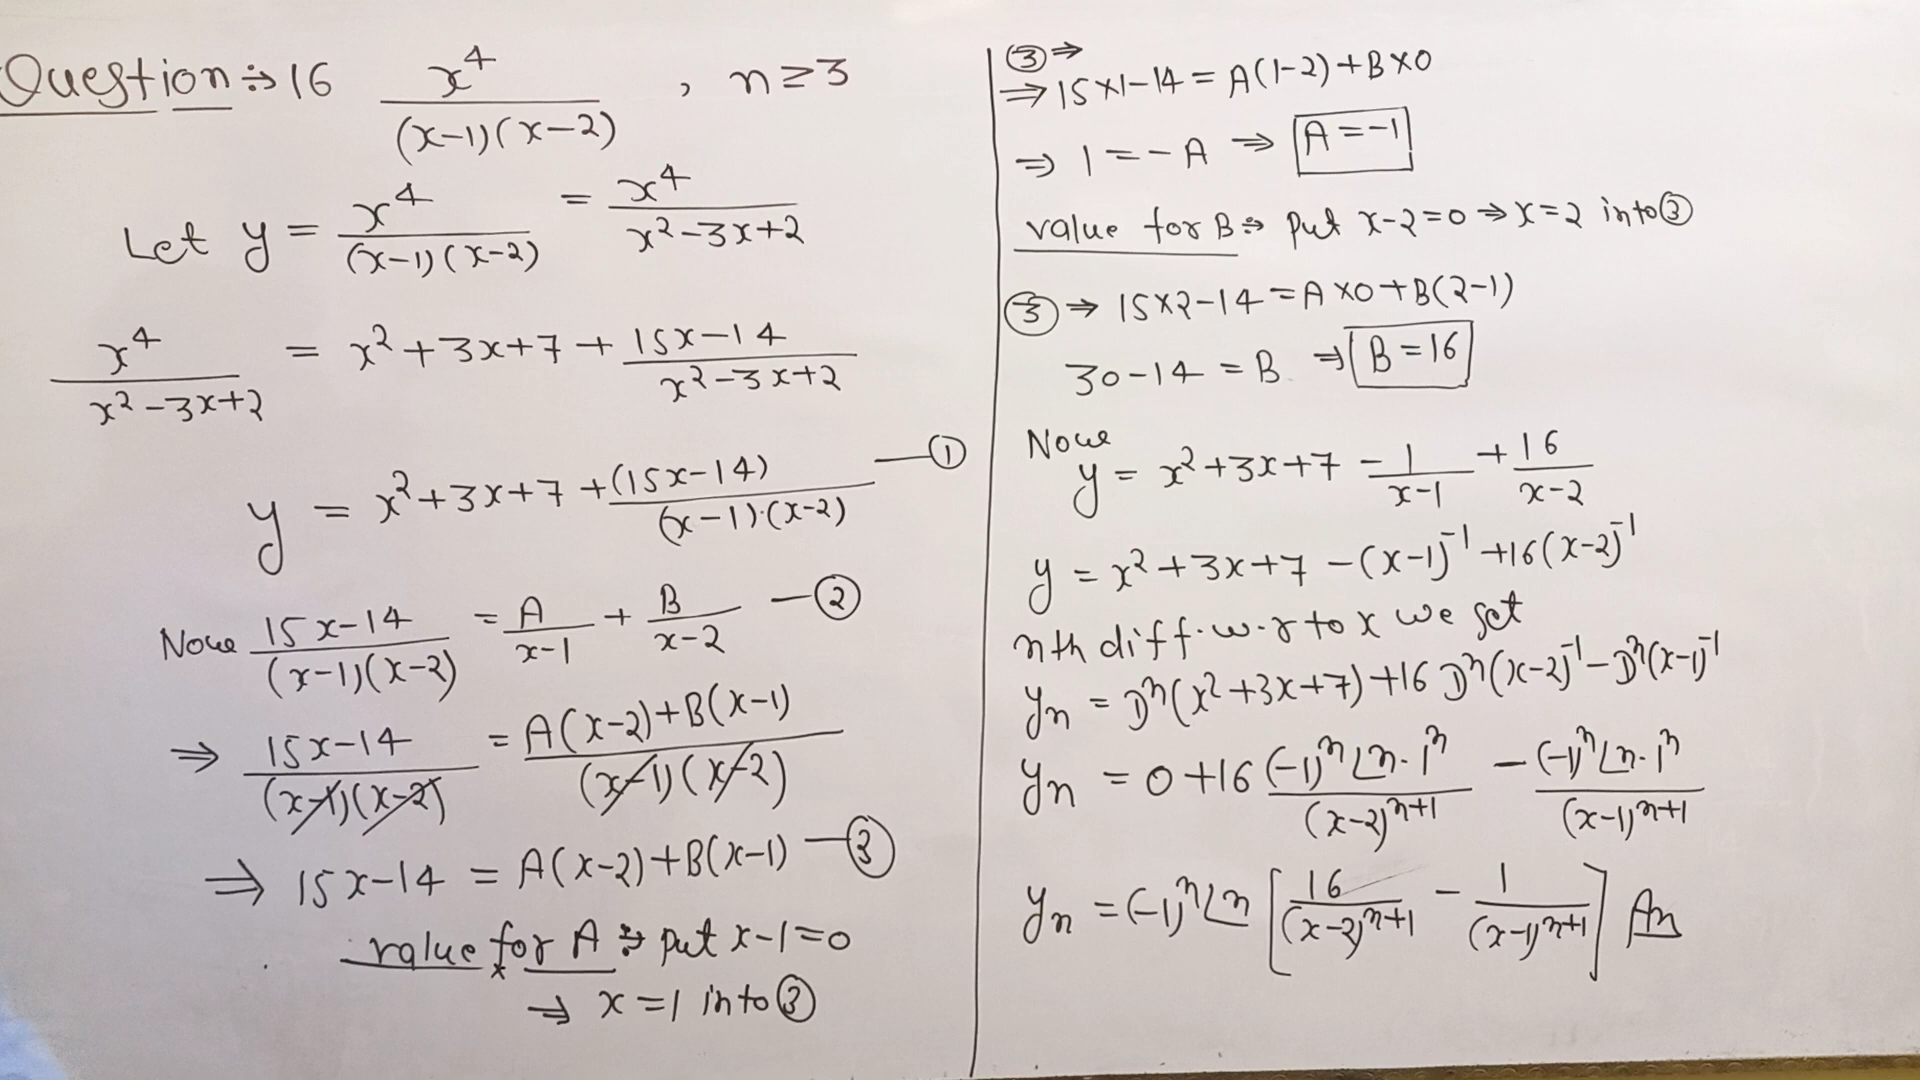 Question ÷> 16 x⁴/((x-1)(x-2)) , n≥3
Let y = x⁴/((x-1)(x-2)) = x⁴/(x²-3x+2)
x⁴/(x²-3x+2) = x²+3x+7+(15x-14)/(x²-3x+2)
y = x²+3x+7+(15x-14)/((x-1)·(x-2)) —①
Nowe (15x-14)/((x-1)(x-2)) = A/(x-1) + B/(x-2) —②
⇒ (15x-14)/((x-1)(x-2)) = (A(x-2)+B(x-1))/((x-1)(x-2))
⇒ 15x-14 = A(x-2)+B(x-1) —③
value for A ÷> put x-1=0
⇒ x=1 into③
③⇒
⇒15×1-14 = A(1-2)+B×0
⇒ 1=-A ⇒ A=-1
value for B÷> Put x-2=0 ⇒x=2 into③
③⇒ 15×2-14=A×0+B(2-1)
30-14=B ⇒ B=16
Nowe
y = x²+3x+7 - 1/(x-1) + 16/(x-2)
y = x²+3x+7-(x-1)⁻¹+16(x-2)⁻¹
nth diff.w.r to x we get
yₙ = Dⁿ(x²+3x+7)+16 Dⁿ(x-2)⁻¹-Dⁿ(x-1)⁻¹
yₙ = 0+16 ((-1)ⁿ∟n·1ⁿ)/(x-2)ⁿ⁺¹ - ((-1)ⁿ∟n·1ⁿ)/(x-1)ⁿ⁺¹
yₙ = (-1)ⁿ∟n [16/(x-2)ⁿ⁺¹ - 1/(x-1)ⁿ⁺¹] An